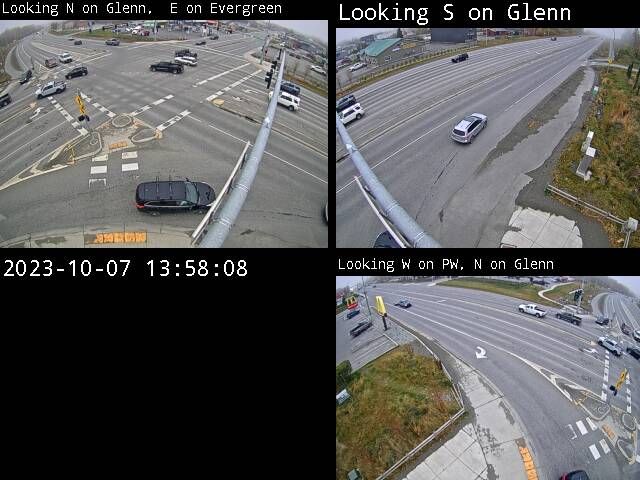 Looking N on Glenn, E on Evergreen
Looking S on Glenn
2023-10-07 13:58:08
Looking W on PW, N on Glenn